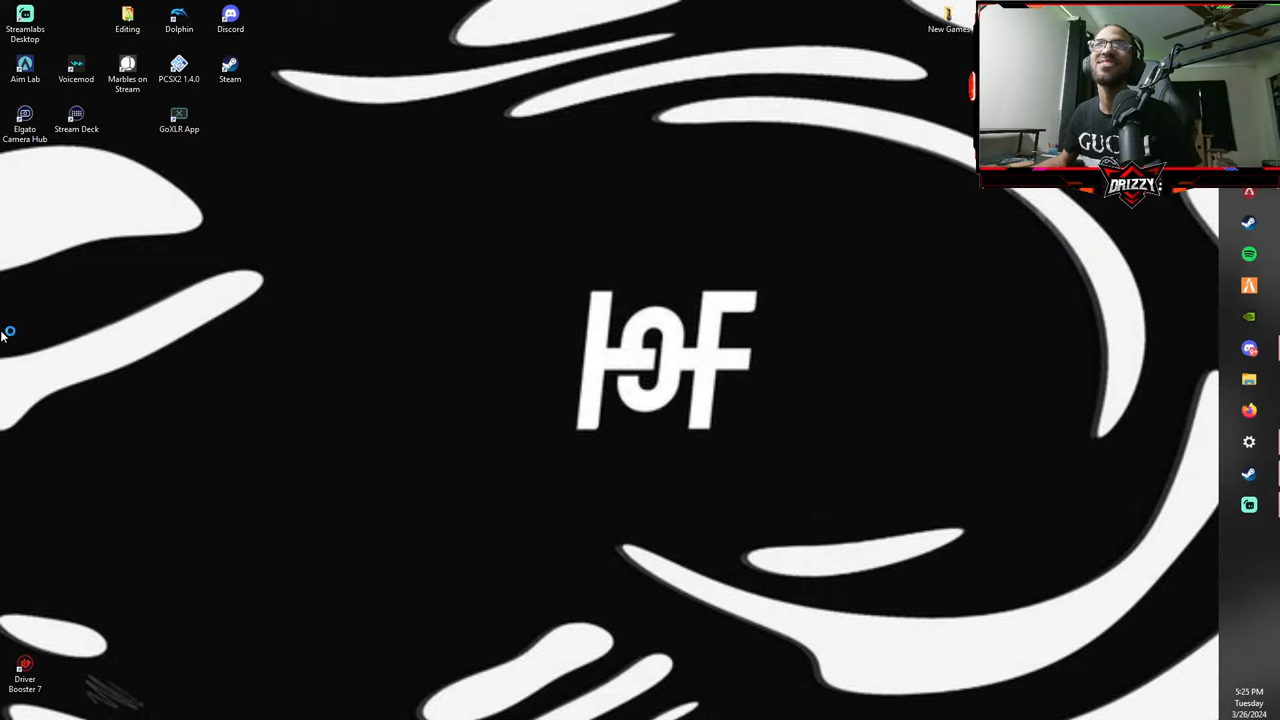 Streamlabs
Desktop
Editing
Dolphin
Discord
New Games
Aim Lab
Voicemod
Marbles on
Stream
PCSX2 1.4.0
Steam
Elgato
Camera Hub
Stream Deck
GoXLR App
GUCCI
DRIZZY
HOF
Driver
Booster 7
5:25 PM
Tuesday
3/26/2024